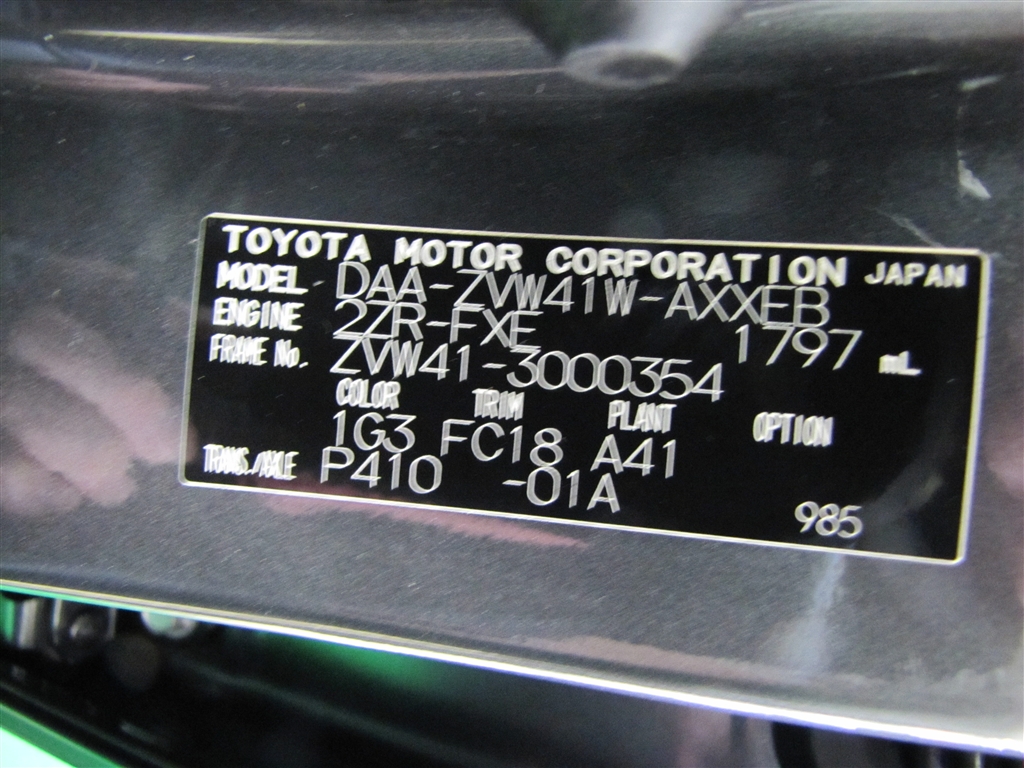 TOYOTA MOTOR CORPORATION JAPAN
MODEL DAA-ZVW41W-AXXEB
ENGINE 2ZR-FXE 1797 mL
FRAME No. ZVW41-3000354
COLOR TRIM PLANT OPTION
1G3 FC18 A41
TRANS./AXLE P410 -01A
985